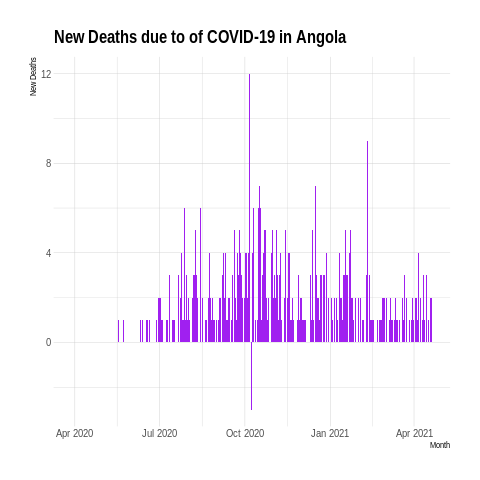 New Deaths due to of COVID-19 in Angola
New Deaths
12
8
4
0
Apr 2020 Jul 2020 Oct 2020 Jan 2021 Apr 2021
Month